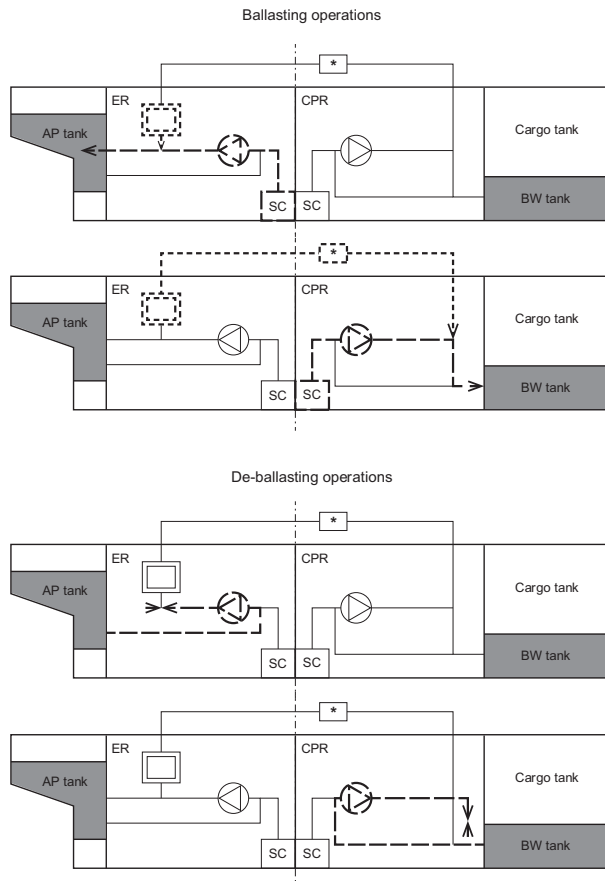 Ballasting operations
*
ER CPR
AP tank Cargo tank
SC SC BW tank
*
ER CPR
AP tank Cargo tank
SC SC BW tank
De-ballasting operations
*
ER CPR
AP tank Cargo tank
SC SC BW tank
*
ER CPR
AP tank Cargo tank
SC SC BW tank